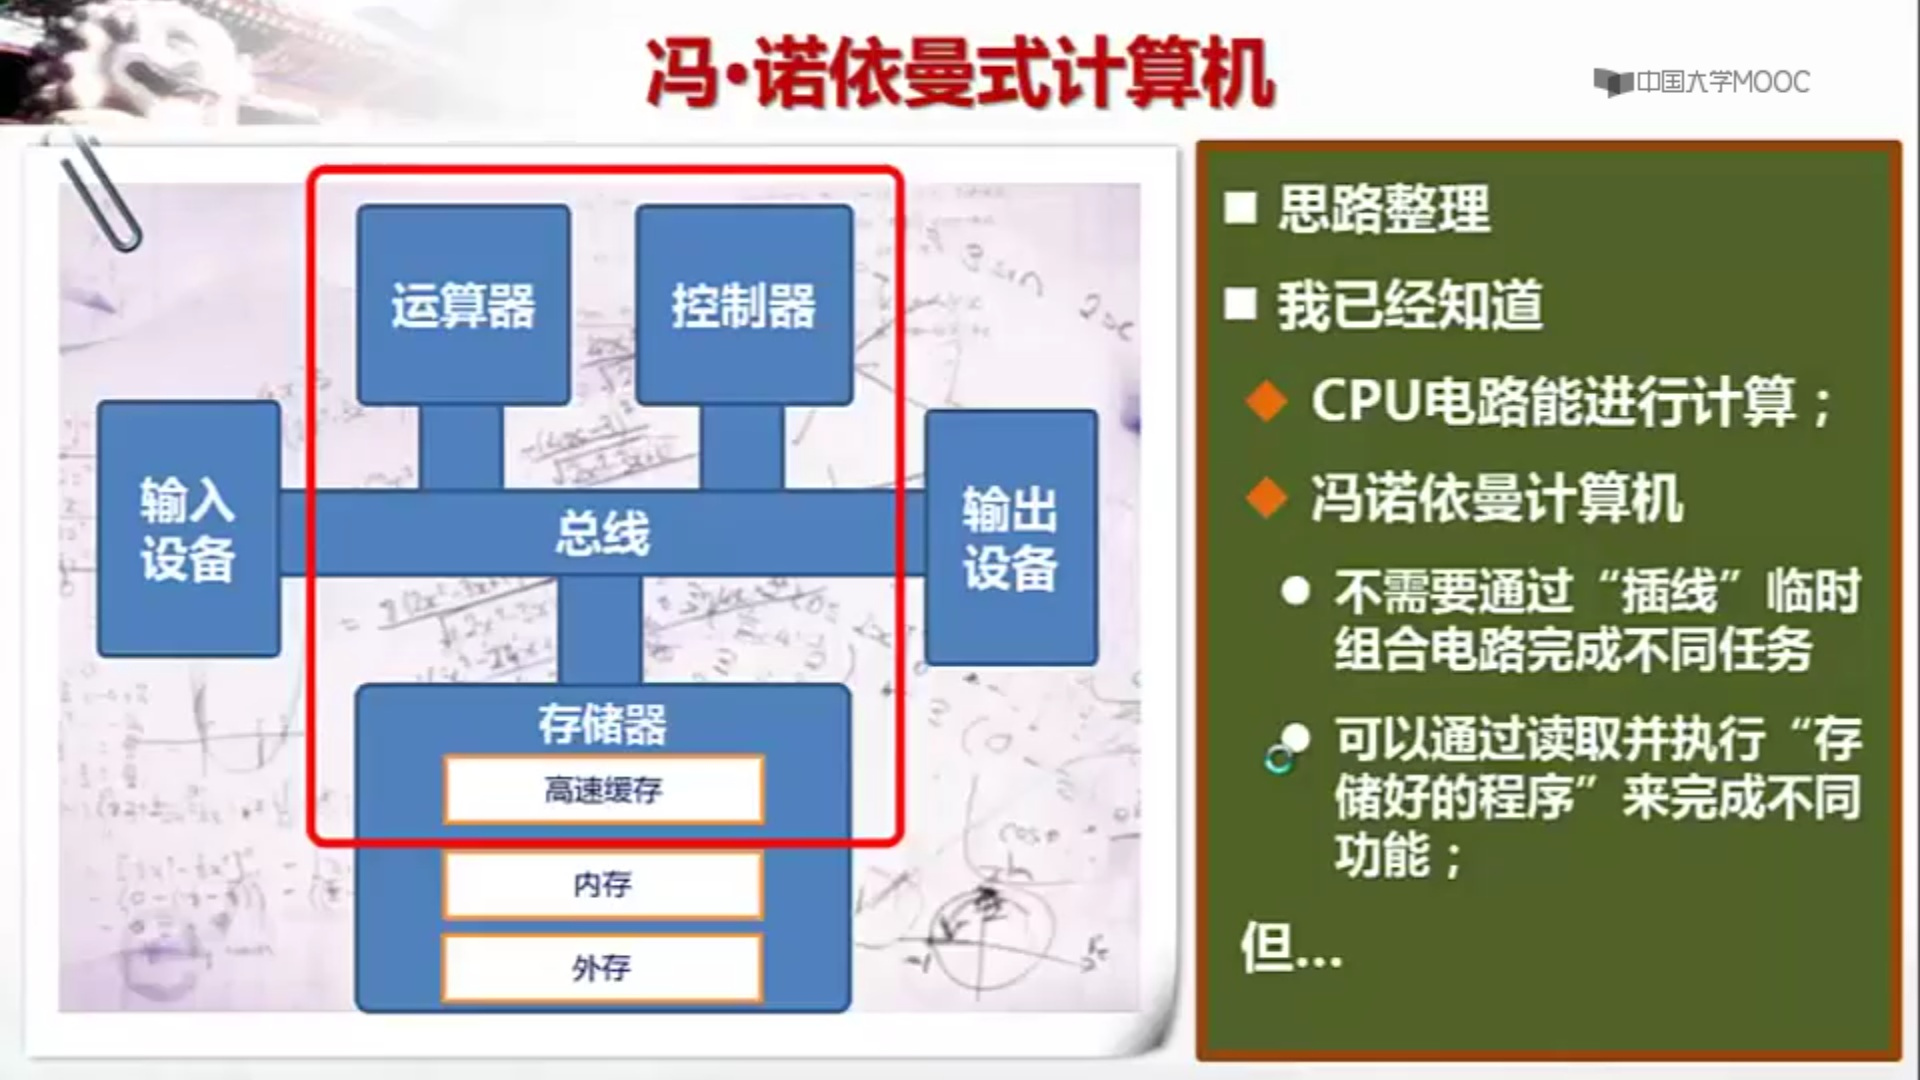 冯·诺依曼式计算机
中国大学MOOC
运算器
控制器
输入
设备
总线
输出
设备
存储器
高速缓存
内存
外存
思路整理
我已经知道
CPU电路能进行计算；
冯诺依曼计算机
不需要通过“插线”临时
组合电路完成不同任务
可以通过读取并执行“存
储好的程序”来完成不同
功能；
但...